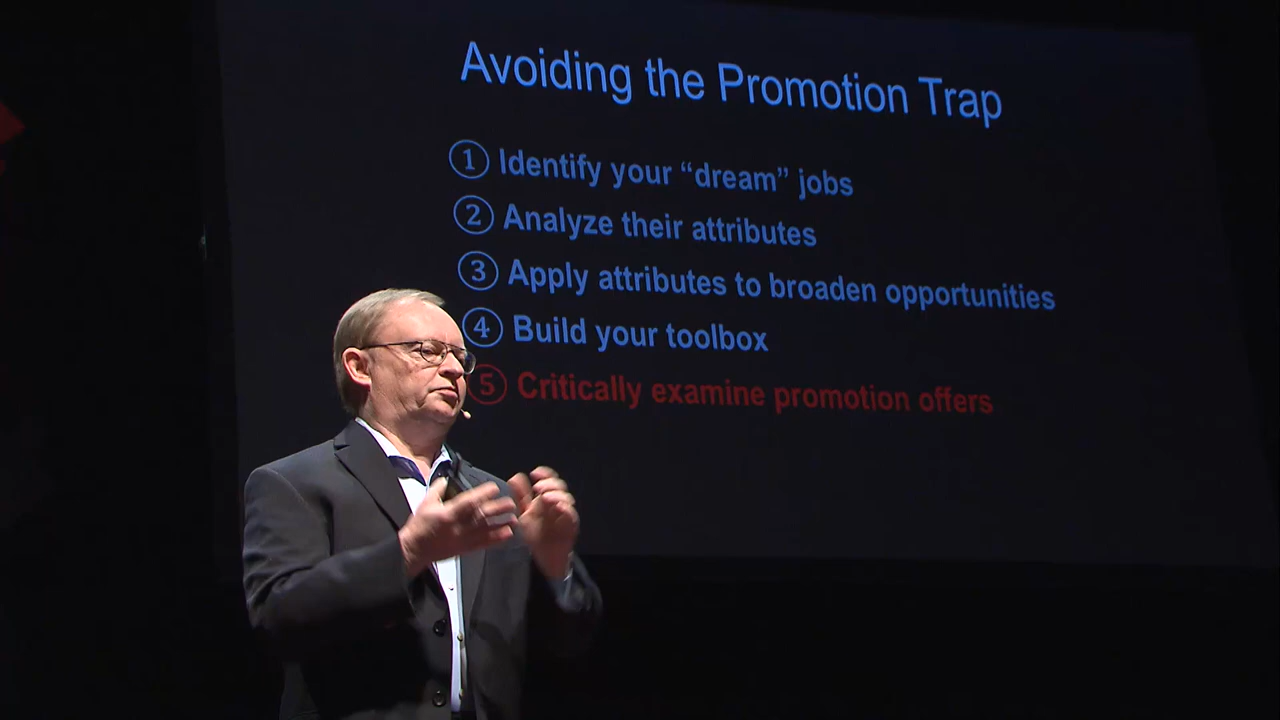 Avoiding the Promotion Trap
① Identify your “dream” jobs
② Analyze their attributes
③ Apply attributes to broaden opportunities
④ Build your toolbox
⑤ Critically examine promotion offers